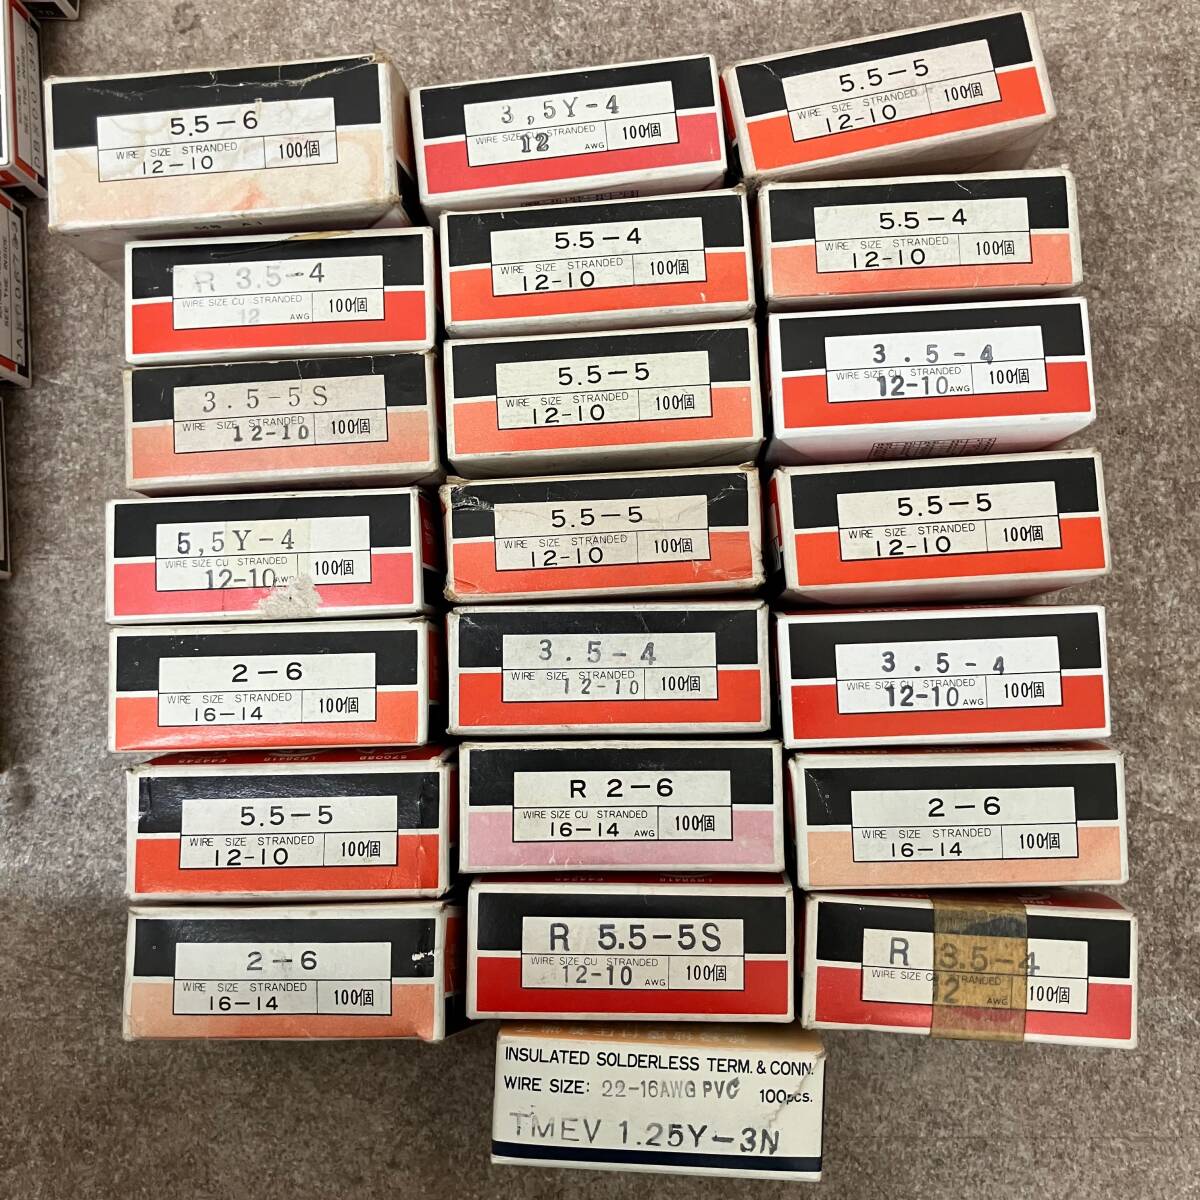 5.5-6
WIRE SIZE STRANDED
12-10
100個
3,5Y-4
WIRE SIZE CU STRANDED
12 AWG
100個
5.5-5
WIRE SIZE STRANDED
12-10
100個
R 3.5-4
WIRE SIZE CU STRANDED
12 AWG
100個
5.5-4
WIRE SIZE STRANDED
12-10
100個
5.5-4
WIRE SIZE STRANDED
12-10
100個
3.5-5S
WIRE SIZE STRANDED
12-10
100個
5.5-5
WIRE SIZE STRANDED
12-10
100個
3.5-4
WIRE SIZE CU STRANDED
12-10 AWG
100個
5,5Y-4
WIRE SIZE CU STRANDED
12-10 AWG
100個
5.5-5
WIRE SIZE STRANDED
12-10
100個
5.5-5
WIRE SIZE STRANDED
12-10
100個
2-6
WIRE SIZE STRANDED
16-14
100個
3.5-4
WIRE SIZE STRANDED
12-10
100個
3.5-4
WIRE SIZE CU STRANDED
12-10 AWG
100個
5.5-5
WIRE SIZE STRANDED
12-10
100個
R 2-6
WIRE SIZE CU STRANDED
16-14 AWG
100個
2-6
WIRE SIZE STRANDED
16-14
100個
2-6
WIRE SIZE STRANDED
16-14
100個
R 5.5-5S
WIRE SIZE CU STRANDED
12-10 AWG
100個
R 3.5-4
WIRE SIZE CU STRANDED
12 AWG
100個
INSULATED SOLDERLESS TERM. & CONN.
WIRE SIZE: 22-16AWG PVC 100pcs.
TMEV 1.25Y-3N